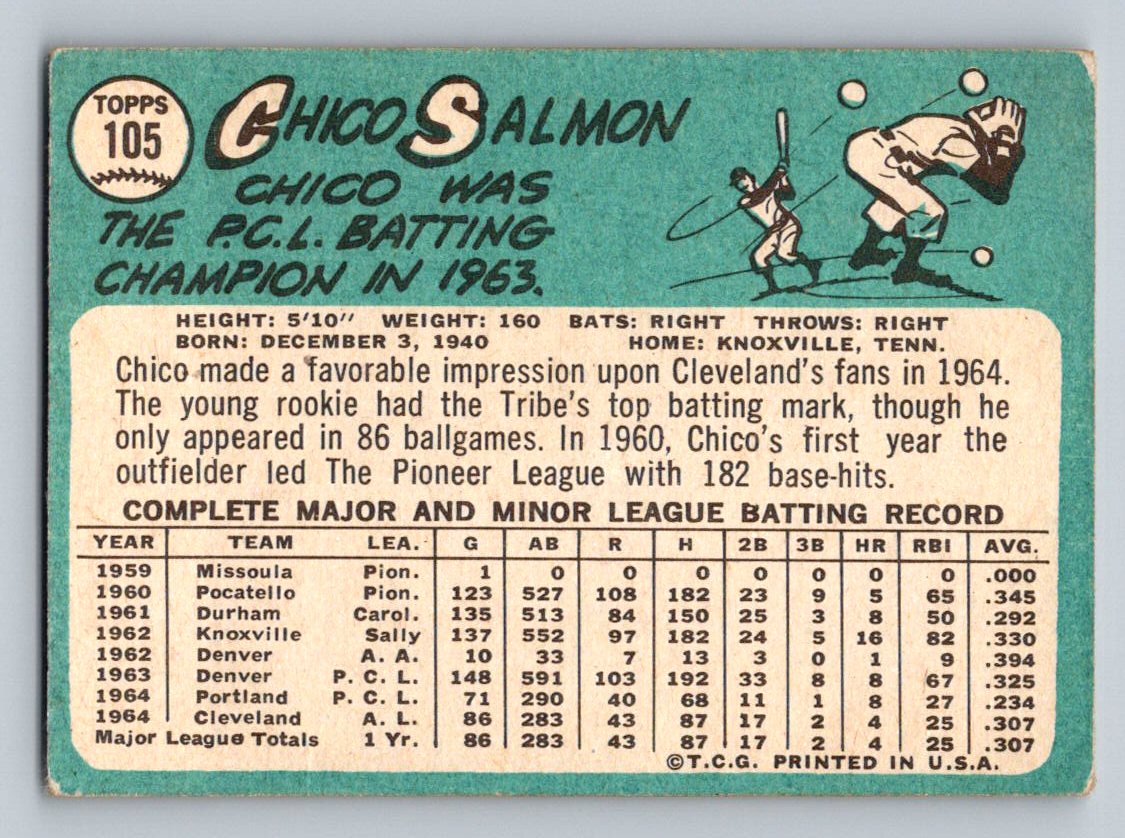 TOPPS
105
CHICO SALMON
CHICO WAS
THE P.C.L. BATTING
CHAMPION IN 1963.
HEIGHT: 5'10" WEIGHT: 160 BATS: RIGHT THROWS: RIGHT
BORN: DECEMBER 3, 1940 HOME: KNOXVILLE, TENN.
Chico made a favorable impression upon Cleveland's fans in 1964.
The young rookie had the Tribe's top batting mark, though he
only appeared in 86 ballgames. In 1960, Chico's first year the
outfielder led The Pioneer League with 182 base-hits.
COMPLETE MAJOR AND MINOR LEAGUE BATTING RECORD
YEAR TEAM LEA. G AB R H 2B 3B HR RBI AVG.
1959 Missoula Pion. 1 0 0 0 0 0 0 0 .000
1960 Pocatello Pion. 123 527 108 182 23 9 5 65 .345
1961 Durham Carol. 135 513 84 150 25 3 8 50 .292
1962 Knoxville Sally 137 552 97 182 24 5 16 82 .330
1962 Denver A. A. 10 33 7 13 3 0 1 9 .394
1963 Denver P. C. L. 148 591 103 192 33 8 8 67 .325
1964 Portland P. C. L. 71 290 40 68 11 1 8 27 .234
1964 Cleveland A. L. 86 283 43 87 17 2 4 25 .307
Major League Totals 1 Yr. 86 283 43 87 17 2 4 25 .307
©T.C.G. PRINTED IN U.S.A.